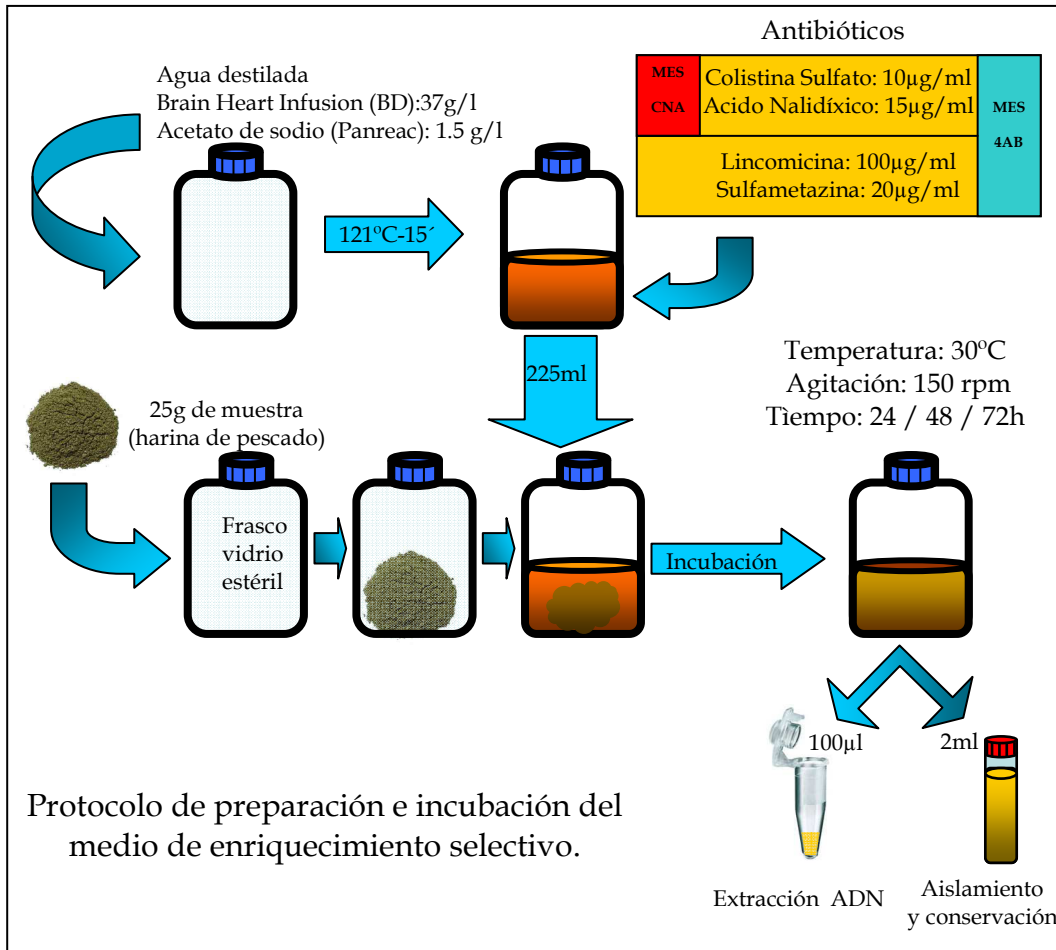 Antibióticos
Agua destilada
Brain Heart Infusion (BD):37g/l
Acetato de sodio (Panreac): 1.5 g/l
MES
CNA
Colistina Sulfato: 10µg/ml
Acido Nalidíxico: 15µg/ml
MES
4AB
Lincomicina: 100µg/ml
Sulfametazina: 20µg/ml
121ºC-15´
225ml
Temperatura: 30ºC
Agitación: 150 rpm
Tìempo: 24 / 48 / 72h
25g de muestra
(harina de pescado)
Frasco
vidrio
estéril
Incubación
100µl
2ml
Protocolo de preparación e incubación del
medio de enriquecimiento selectivo.
Extracción ADN
Aislamiento
y conservación